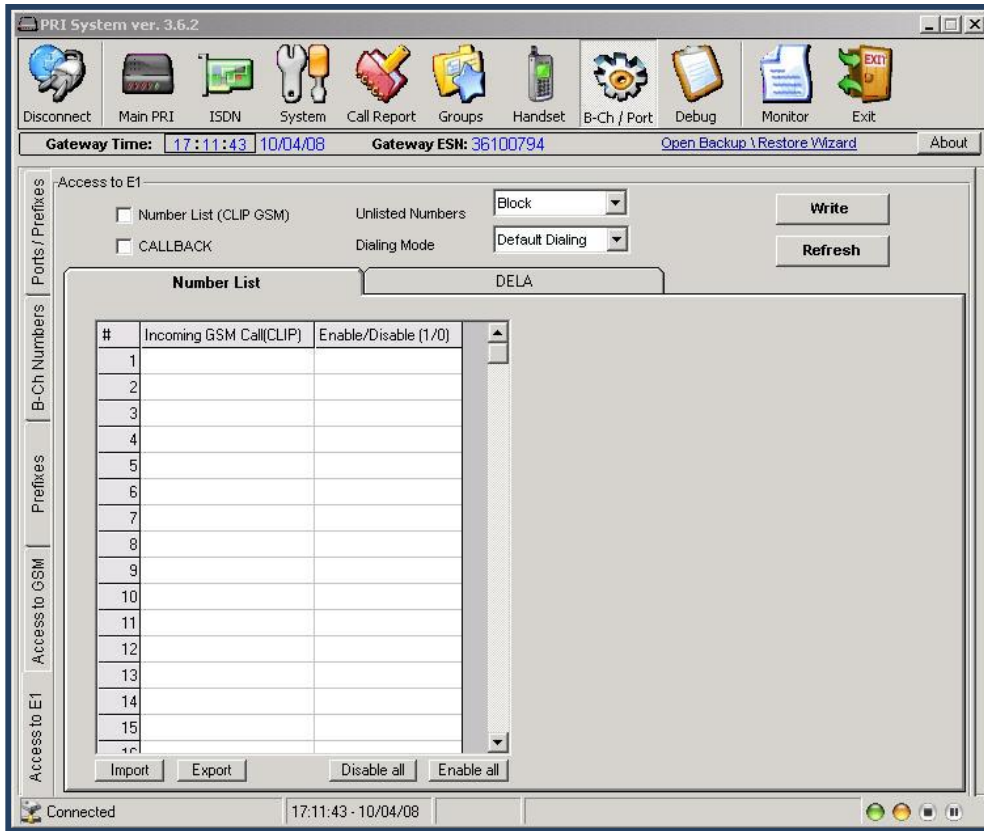 PRI System ver. 3.6.2
Disconnect Main PRI ISDN System Call Report Groups Handset B-Ch / Port Debug Monitor Exit
EXIT
Gateway Time: 17:11:43 10/04/08 Gateway ESN: 36100794 Open Backup \ Restore Wizard About
Access to E1
Number List (CLIP GSM) Unlisted Numbers Block Write
CALLBACK Dialing Mode Default Dialing Refresh
Number List DELA
# Incoming GSM Call(CLIP) Enable/Disable (1/0)
1
2
3
4
5
6
7
8
9
10
11
12
13
14
15
16
Import Export Disable all Enable all
Ports / Prefixes
B-Ch Numbers
Prefixes
Access to GSM
Access to E1
Connected 17:11:43 - 10/04/08